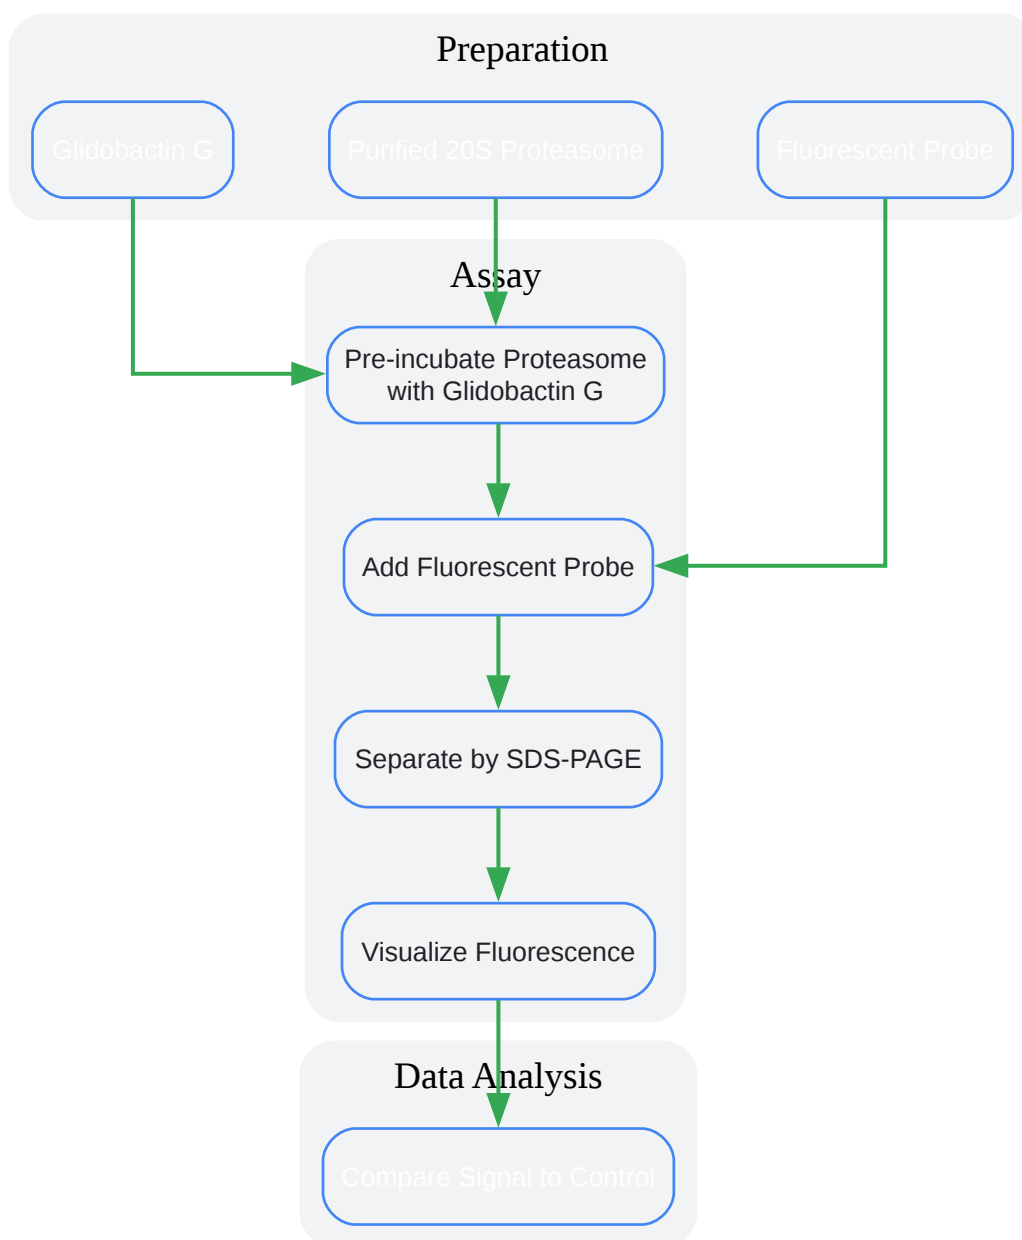 Preparation
Glidobactin G
Purified 20S Proteasome
Fluorescent Probe
Assay
Pre-incubate Proteasome
with Glidobactin G
Add Fluorescent Probe
Separate by SDS-PAGE
Visualize Fluorescence
Data Analysis
Compare Signal to Control